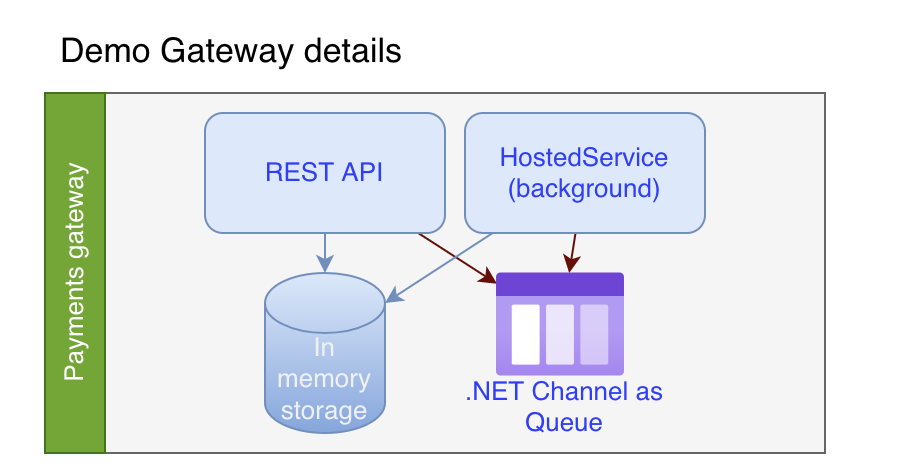 Demo Gateway details
Payments gateway
REST API
HostedService
(background)
In
memory
storage
.NET Channel as
Queue